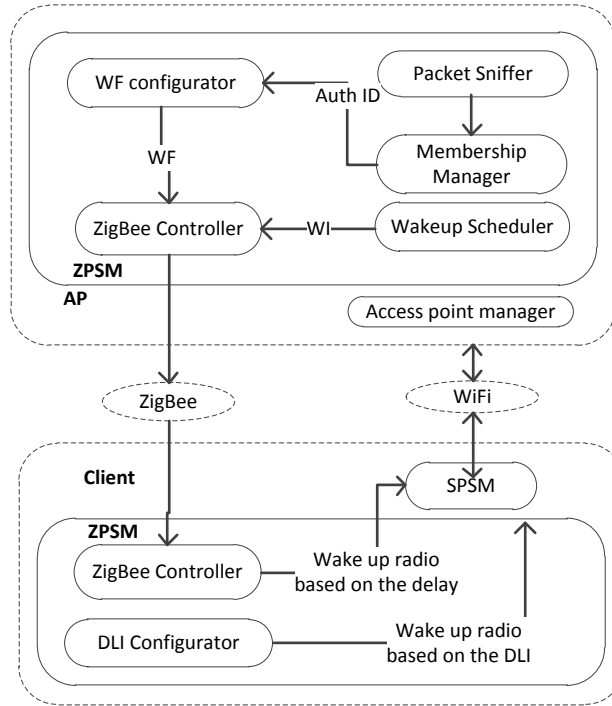 WF configurator
Packet Sniffer
Auth ID
WF
Membership
Manager
ZigBee Controller
WI
Wakeup Scheduler
ZPSM
AP
Access point manager
ZigBee
WiFi
Client
SPSM
ZPSM
ZigBee Controller
Wake up radio
based on the delay
DLI Configurator
Wake up radio
based on the DLI